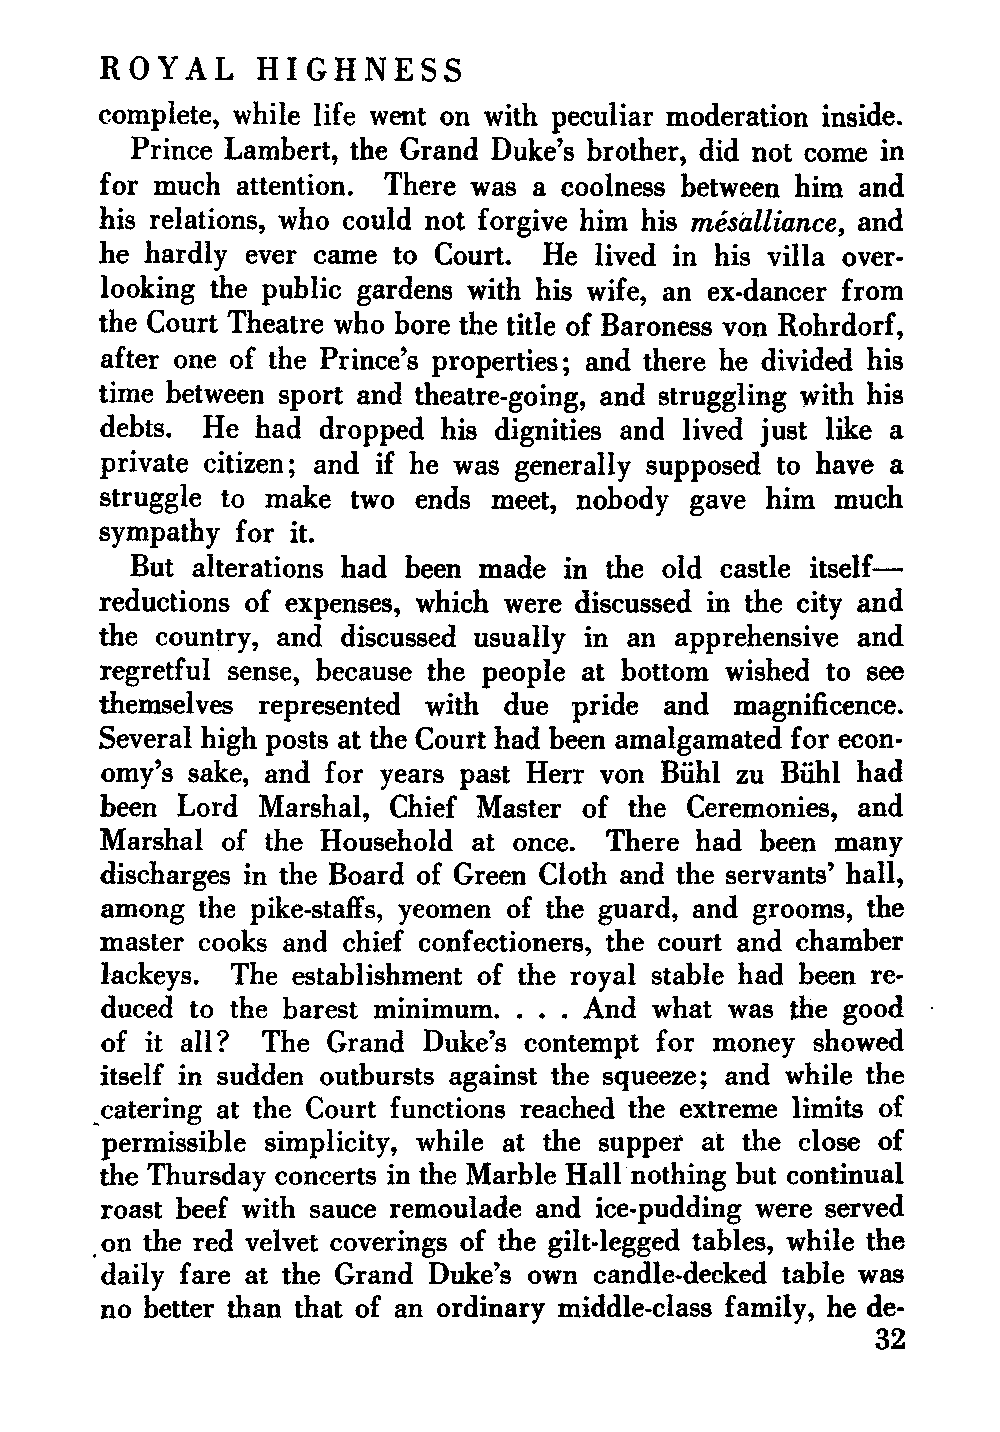 ROYAL HIGHNESS
complete, while life went on with peculiar moderation inside.
Prince Lambert, the Grand Duke's brother, did not come in
for much attention. There was a coolness between him and
his relations, who could not forgive him his mésalliance, and
he hardly ever came to Court. He lived in his villa over-
looking the public gardens with his wife, an ex-dancer from
the Court Theatre who bore the title of Baroness von Rohrdorf,
after one of the Prince's properties; and there he divided his
time between sport and theatre-going, and struggling with his
debts. He had dropped his dignities and lived just like a
private citizen; and if he was generally supposed to have a
struggle to make two ends meet, nobody gave him much
sympathy for it.
But alterations had been made in the old castle itself—
reductions of expenses, which were discussed in the city and
the country, and discussed usually in an apprehensive and
regretful sense, because the people at bottom wished to see
themselves represented with due pride and magnificence.
Several high posts at the Court had been amalgamated for econ-
omy's sake, and for years past Herr von Bühl zu Bühl had
been Lord Marshal, Chief Master of the Ceremonies, and
Marshal of the Household at once. There had been many
discharges in the Board of Green Cloth and the servants' hall,
among the pike-staffs, yeomen of the guard, and grooms, the
master cooks and chief confectioners, the court and chamber
lackeys. The establishment of the royal stable had been re-
duced to the barest minimum. . . . And what was the good
of it all? The Grand Duke's contempt for money showed
itself in sudden outbursts against the squeeze; and while the
catering at the Court functions reached the extreme limits of
permissible simplicity, while at the supper at the close of
the Thursday concerts in the Marble Hall nothing but continual
roast beef with sauce remoulade and ice-pudding were served
on the red velvet coverings of the gilt-legged tables, while the
daily fare at the Grand Duke's own candle-decked table was
no better than that of an ordinary middle-class family, he de-
32